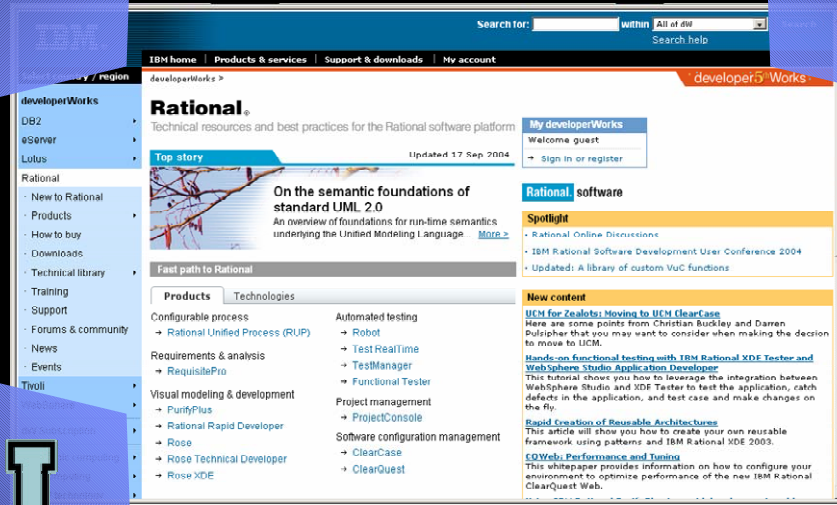 IBM.
Search for: within All of dW Search
Search help
IBM home | Products & services | Support & downloads | My account
Select country / region
developerWorks >
developerWorks
developerWorks
DB2
eServer
Lotus
Rational
· New to Rational
· Products
· How to buy
· Downloads
· Technical library
· Training
· Support
· Forums & community
· News
· Events
Tivoli
WebSphere
Rational®
Technical resources and best practices for the Rational software platform
Top story
Updated 17 Sep 2004
On the semantic foundations of
standard UML 2.0
An overview of foundations for run-time semantics
underlying the Unified Modeling Language... More >
Fast path to Rational
Products Technologies
Configurable process
→ Rational Unified Process (RUP)
Requirements & analysis
→ RequisitePro
Visual modeling & development
→ PurifyPlus
→ Rational Rapid Developer
→ Rose
→ Rose Technical Developer
→ Rose XDE
Automated testing
→ Robot
→ Test RealTime
→ TestManager
→ Functional Tester
Project management
→ ProjectConsole
Software configuration management
→ ClearCase
→ ClearQuest
My developerWorks
Welcome guest
→ Sign in or register
Rational. software
Spotlight
· Rational Online Discussions
· IBM Rational Software Development User Conference 2004
· Updated: A library of custom VuC functions
New content
UCM for Zealots: Moving to UCM ClearCase
Here are some points from Christian Buckley and Darren
Pulsipher that you may want to consider when making the decision
to move to UCM.
Hands-on functional testing with IBM Rational XDE Tester and
WebSphere Studio Application Developer
This tutorial shows you how to leverage the integration between
WebSphere Studio and XDE Tester to test the application, catch
defects in the application, and test case and make changes on
the fly.
Rapid Creation of Reusable Architectures
This article will show you how to create your own reusable
framework using patterns and IBM Rational XDE 2003.
CQWeb: Performance and Tuning
This whitepaper provides information on how to configure your
environment to optimize performance of the new IBM Rational
ClearQuest Web.
I